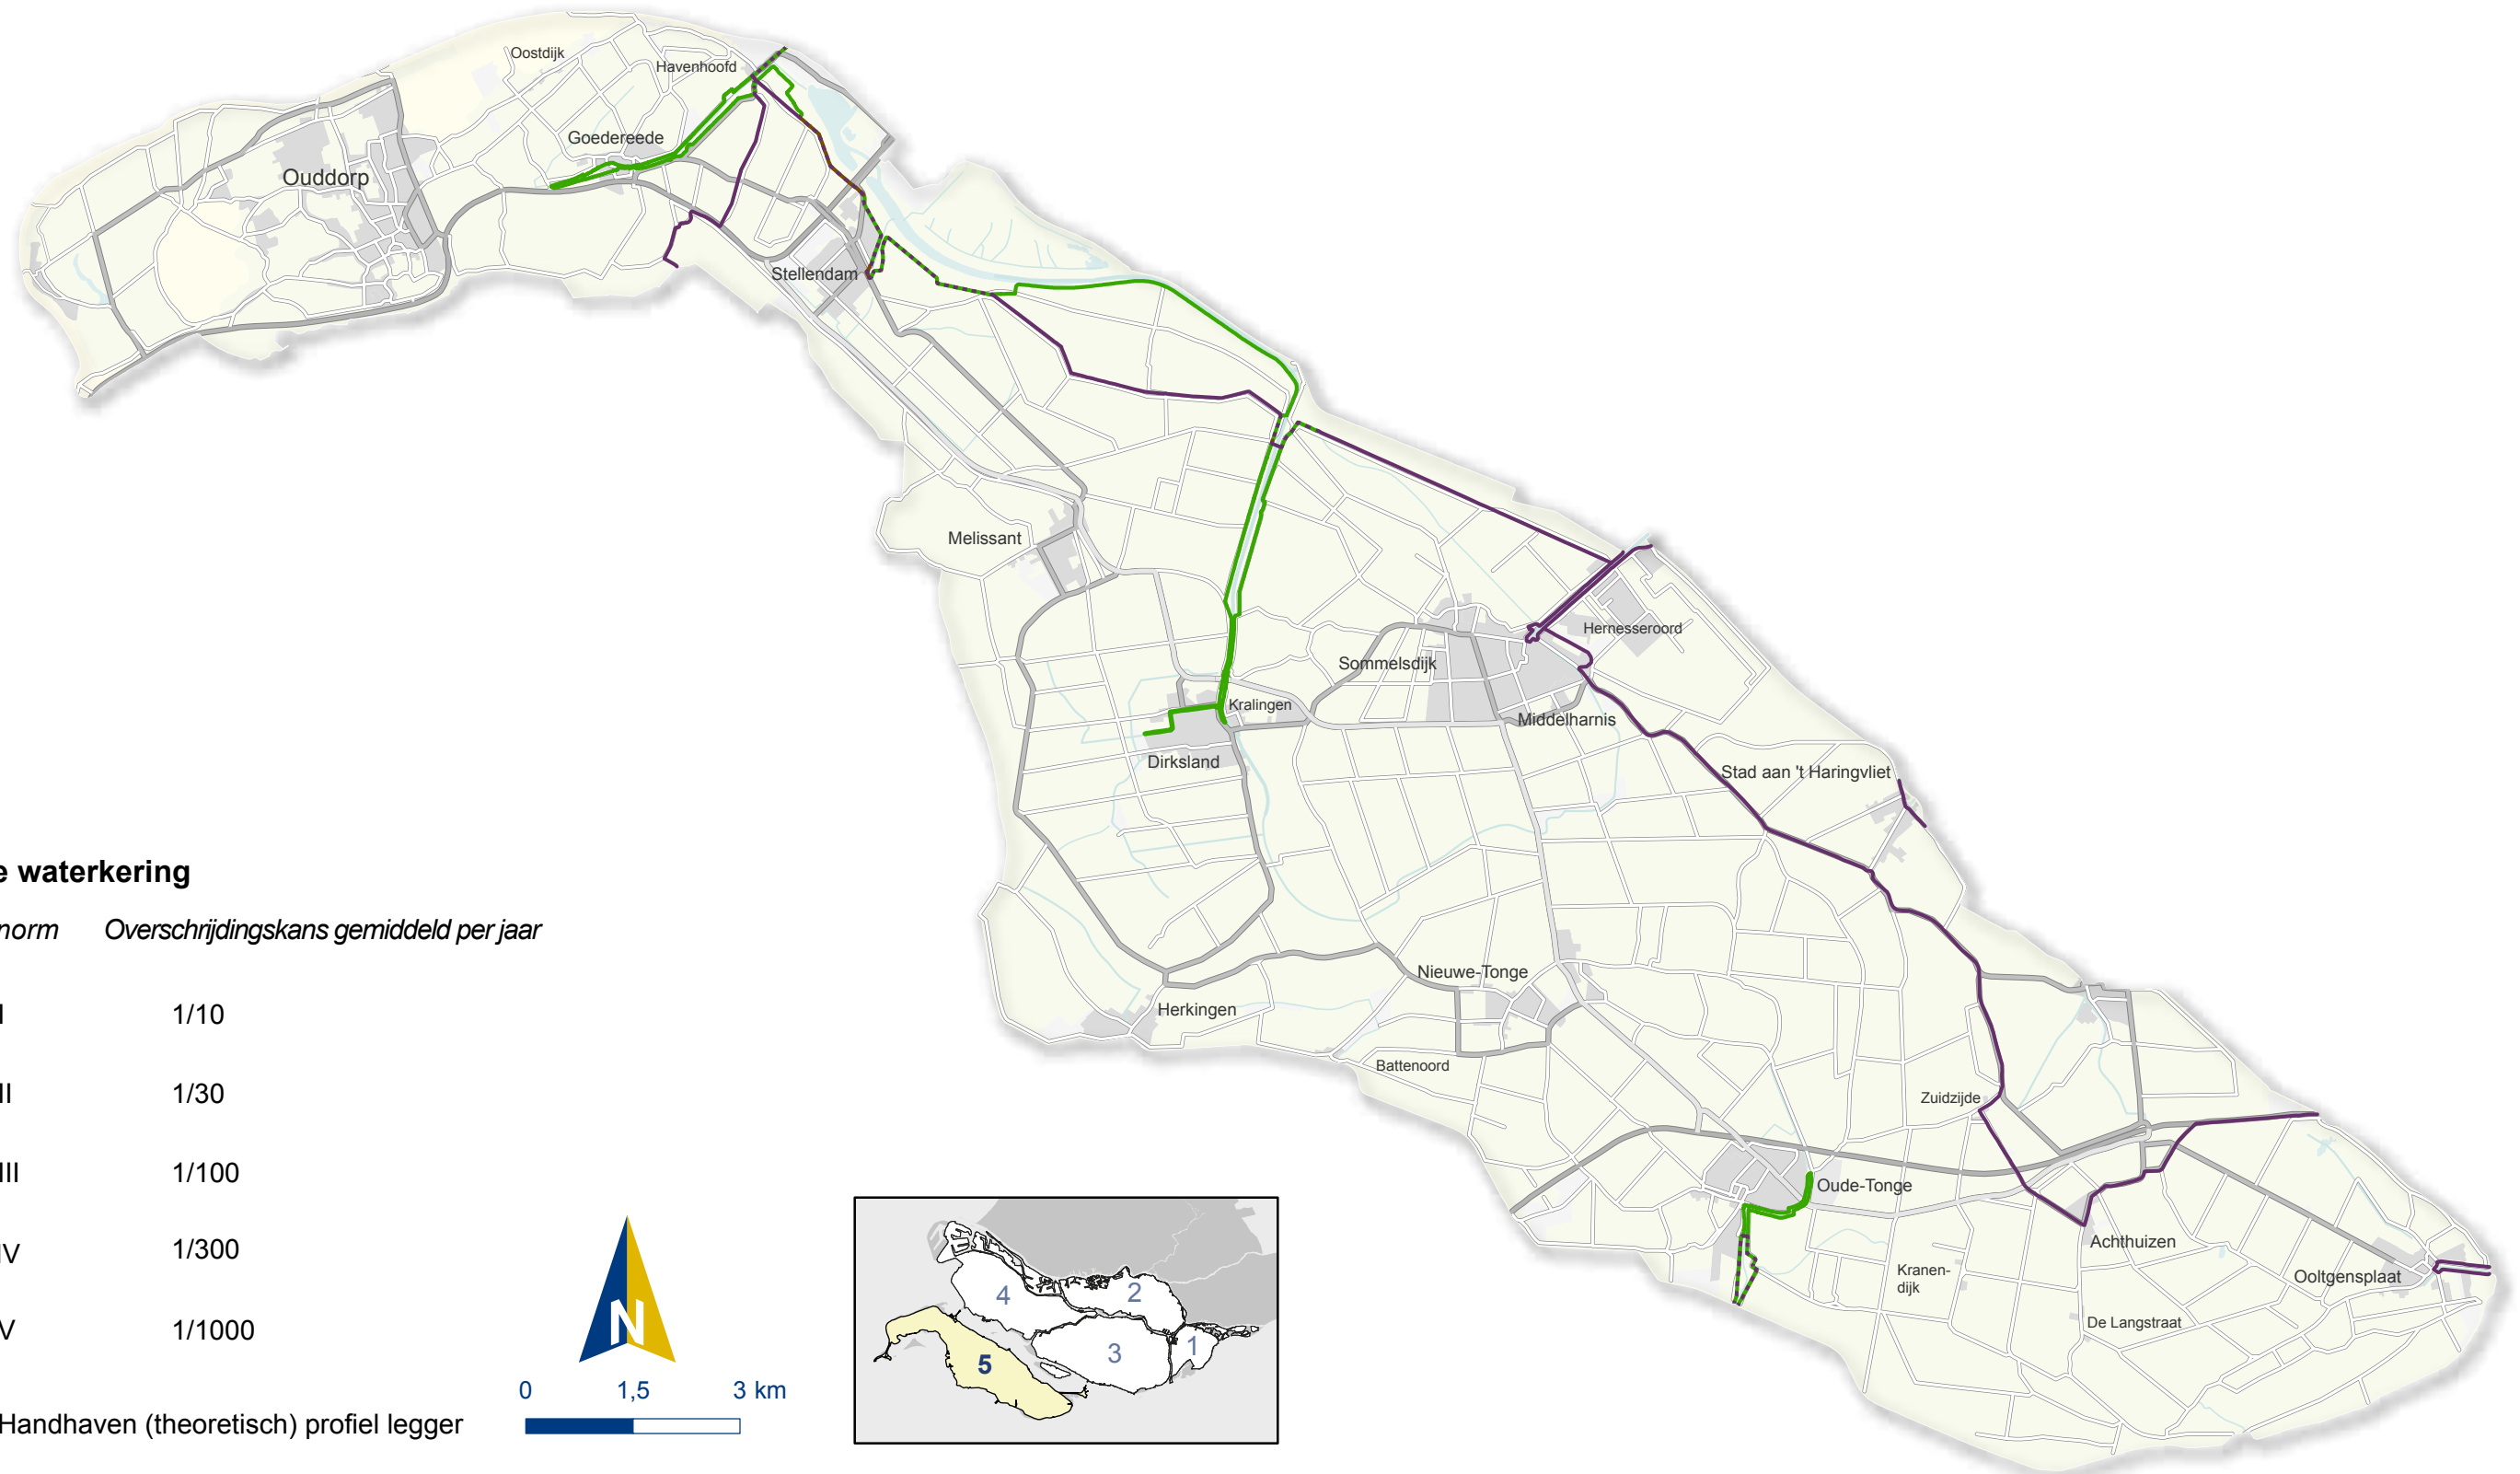 Oostdijk
Havenhoofd
Goedereede
Ouddorp
Stellendam
Melissant
Hernesseroord
Sommelsdijk
Kralingen
Middelharnis
Dirksland
Stad aan 't Haringvliet
e waterkering
norm Overschrijdingskans gemiddeld per jaar
I 1/10
II 1/30
III 1/100
IV 1/300
V 1/1000
Handhaven (theoretisch) profiel legger
Nieuwe-Tonge
Herkingen
Battenoord
Zuidzijde
Oude-Tonge
Achthuizen
Kranen-
dijk
Ooltgensplaat
De Langstraat
N
0 1,5 3 km
4
2
1
3
5